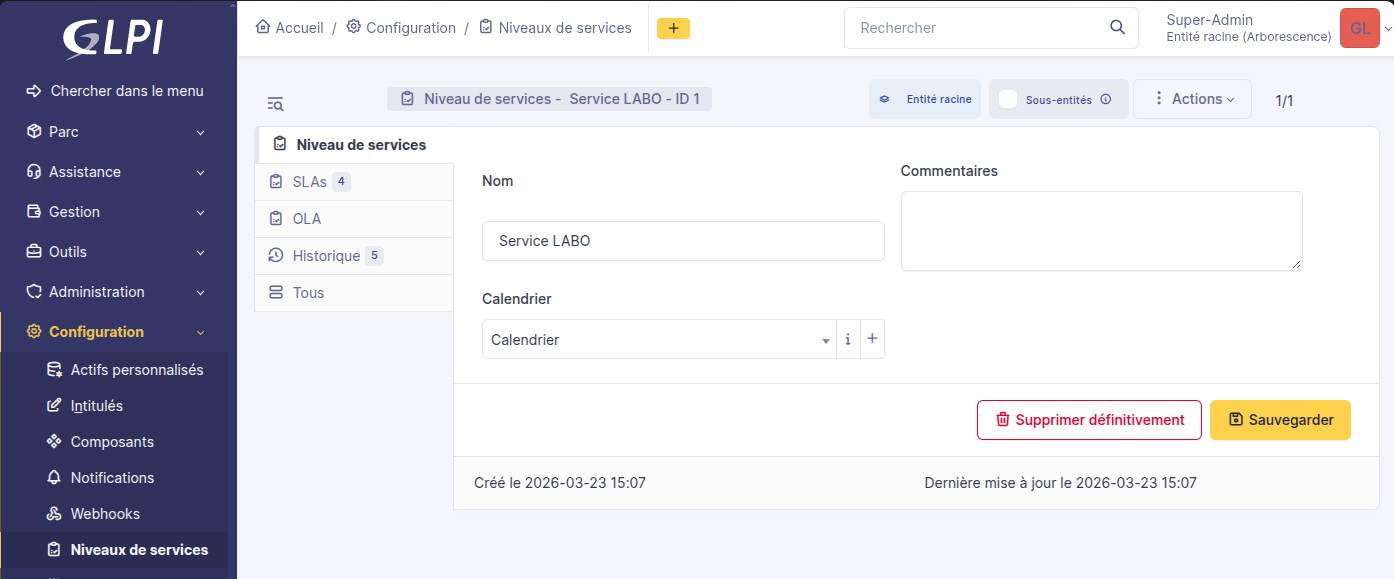 GLPI
Chercher dans le menu
Parc
Assistance
Gestion
Outils
Administration
Configuration
Actifs personnalisés
Intitulés
Composants
Notifications
Webhooks
Niveaux de services
Accueil / Configuration / Niveaux de services +
Rechercher
Super-Admin
Entité racine (Arborescence)
GL
Niveau de services - Service LABO - ID 1
Entité racine
Sous-entités
Actions
1/1
Niveau de services
SLAs 4
OLA
Historique 5
Tous
Nom
Service LABO
Commentaires
Calendrier
Calendrier
i +
Supprimer définitivement
Sauvegarder
Créé le 2026-03-23 15:07
Dernière mise à jour le 2026-03-23 15:07